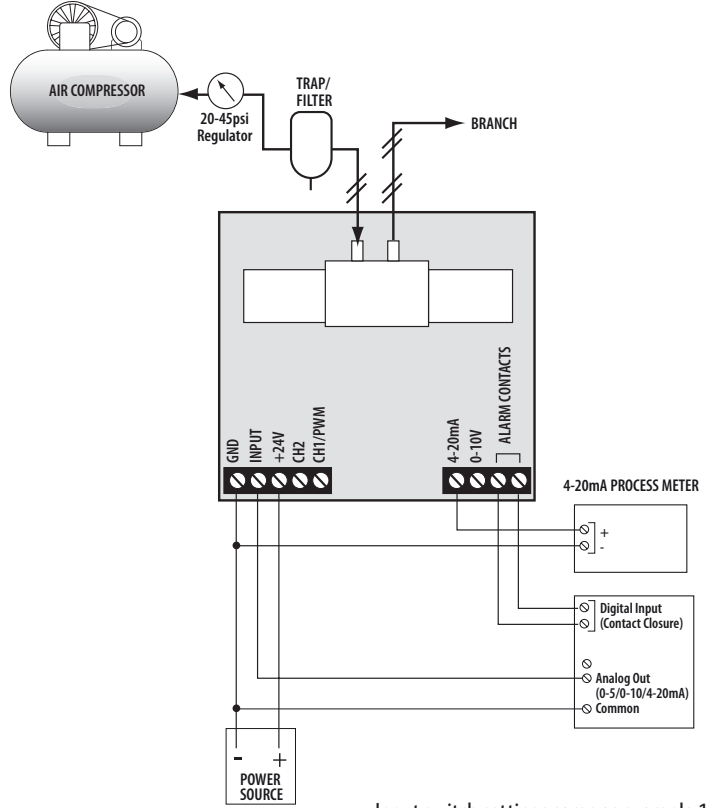 AIR COMPRESSOR
20-45psi
Regulator
TRAP/
FILTER
BRANCH
GND
INPUT
+24V
CH2
CH1/PWM
4-20mA
0-10V
ALARM CONTACTS
4-20mA PROCESS METER
+
-
Digital Input
(Contact Closure)
Analog Out
(0-5/0-10/4-20mA)
Common
- +
POWER
SOURCE